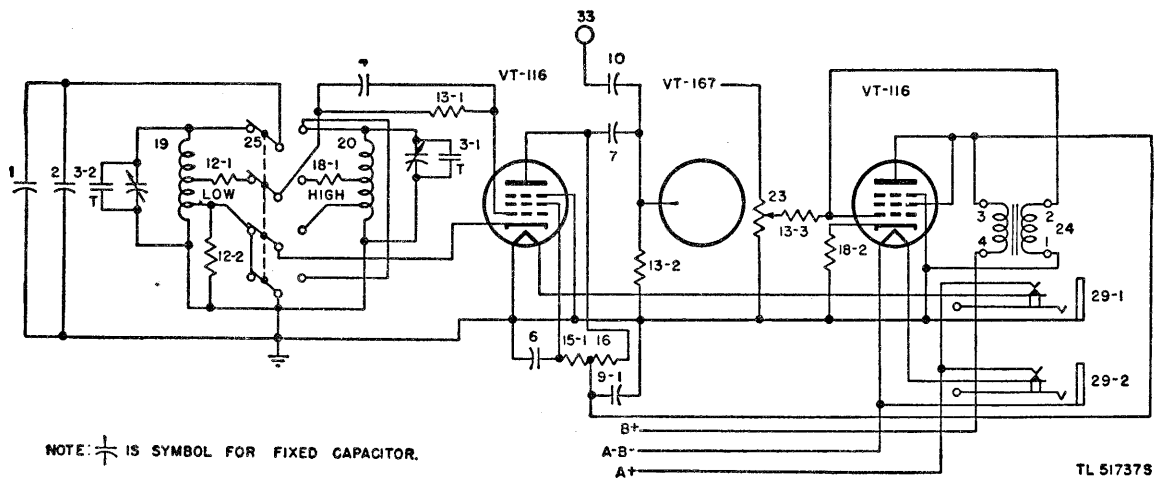 33
10
VT-116
VT-167
VT-116
13-1
19
25
20
3-1
T
1
2
3-2
T
12-1
LOW
18-1
HIGH
12-2
7
23
13-3
18-2
3
2
4
1
24
13-2
29-1
6
15-1
16
9-1
29-2
B+
A-B-
A+
NOTE: IS SYMBOL FOR FIXED CAPACITOR.
TL 51737S